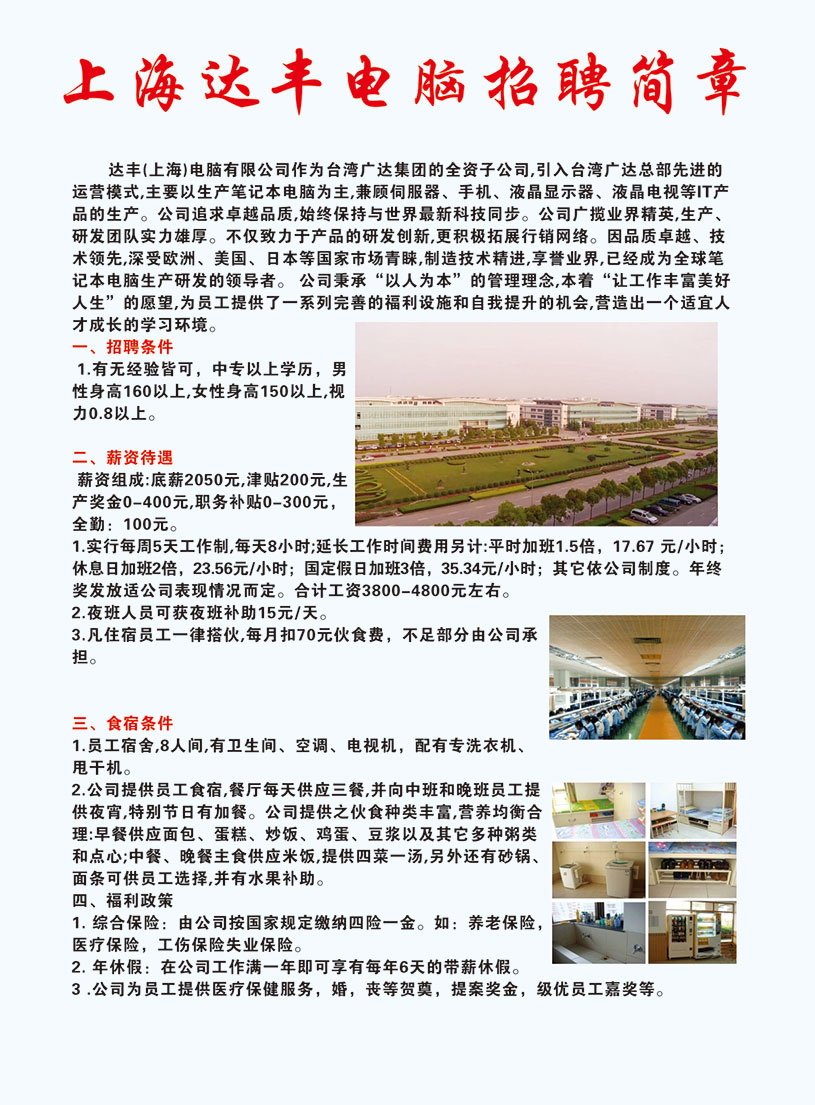 上海达丰电脑招聘简章
达丰(上海)电脑有限公司作为台湾广达集团的全资子公司,引入台湾广达总部先进的
运营模式,主要以生产笔记本电脑为主,兼顾伺服器、手机、液晶显示器、液晶电视等IT产
品的生产。公司追求卓越品质,始终保持与世界最新科技同步。公司广揽业界精英,生产、
研发团队实力雄厚。不仅致力于产品的研发创新,更积极拓展行销网络。因品质卓越、技
术领先,深受欧洲、美国、日本等国家市场青睐,制造技术精进,享誉业界,已经成为全球笔
记本电脑生产研发的领导者。 公司秉承“以人为本”的管理理念,本着“让工作丰富美好
人生”的愿望,为员工提供了一系列完善的福利设施和自我提升的机会,营造出一个适宜人
才成长的学习环境。
一、招聘条件
1.有无经验皆可，中专以上学历，男
性身高160以上,女性身高150以上,视
力0.8以上。
二、薪资待遇
薪资组成:底薪2050元,津贴200元,生
产奖金0-400元,职务补贴0-300元，
全勤：100元。
1.实行每周5天工作制,每天8小时;延长工作时间费用另计:平时加班1.5倍，17.67 元/小时；
休息日加班2倍，23.56元/小时；国定假日加班3倍，35.34元/小时；其它依公司制度。年终
奖发放适公司表现情况而定。合计工资3800-4800元左右。
2.夜班人员可获夜班补助15元/天。
3.凡住宿员工一律搭伙,每月扣70元伙食费，不足部分由公司承
担。
三、食宿条件
1.员工宿舍,8人间,有卫生间、空调、电视机，配有专洗衣机、
甩干机。
2.公司提供员工食宿,餐厅每天供应三餐,并向中班和晚班员工提
供夜宵,特别节日有加餐。公司提供之伙食种类丰富,营养均衡合
理:早餐供应面包、蛋糕、炒饭、鸡蛋、豆浆以及其它多种粥类
和点心;中餐、晚餐主食供应米饭,提供四菜一汤,另外还有砂锅、
面条可供员工选择,并有水果补助。
四、福利政策
1. 综合保险：由公司按国家规定缴纳四险一金。如：养老保险，
医疗保险，工伤保险失业保险。
2. 年休假：在公司工作满一年即可享有每年6天的带薪休假。
3 .公司为员工提供医疗保健服务，婚，丧等贺奠，提案奖金，级优员工嘉奖等。